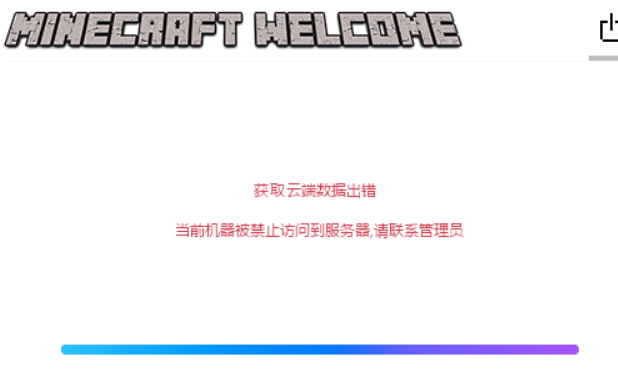 MINECRAFT WELCOME
获取云端数据出错
当前机器被禁止访问到服务器,请联系管理员